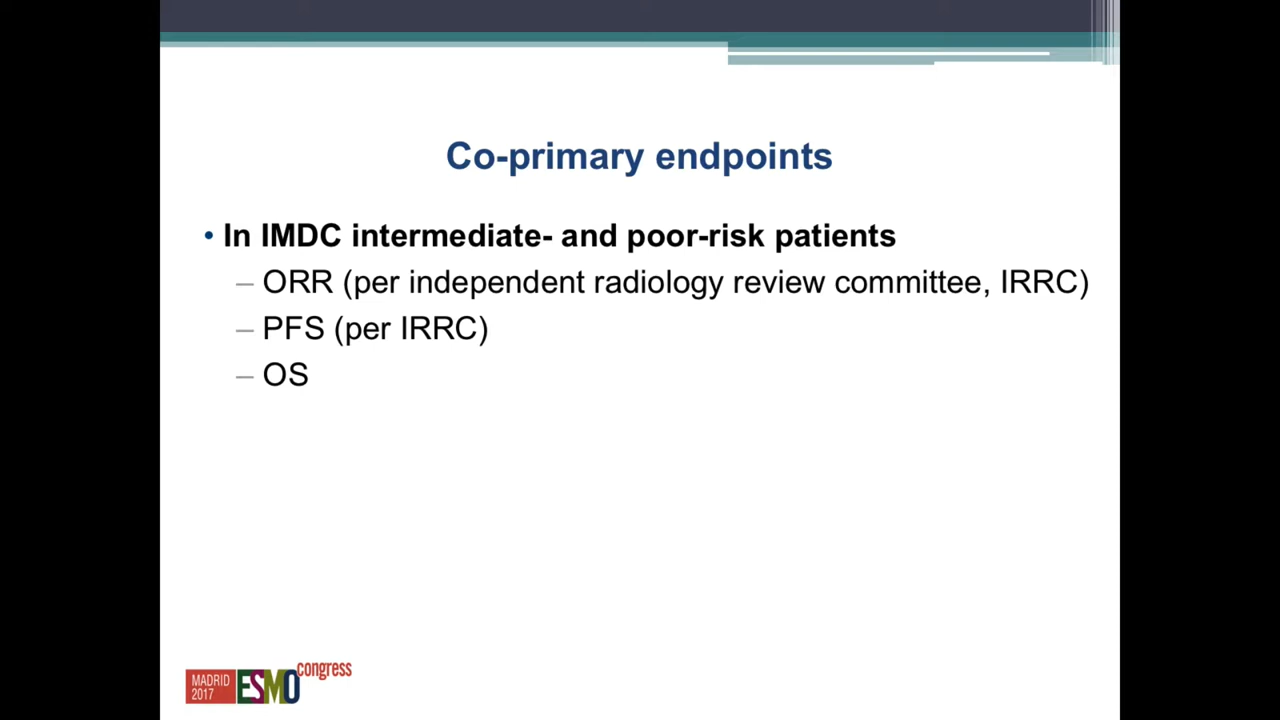 Co-primary endpoints
• In IMDC intermediate- and poor-risk patients
– ORR (per independent radiology review committee, IRRC)
– PFS (per IRRC)
– OS
MADRID
2017
ESMO
congress